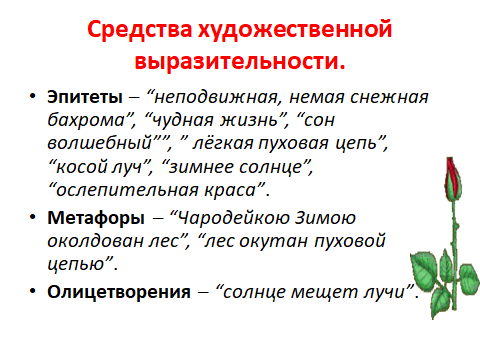 Средства художественной
выразительности.
• Эпитеты – “неподвижная, немая снежная
бахрома”, “чудная жизнь”, “сон
волшебный””, ” лёгкая пуховая цепь”,
“косой луч”, “зимнее солнце”,
“ослепительная краса”.
• Метафоры – “Чародейкою Зимою
околдован лес”, “лес окутан пуховой
цепью”.
• Олицетворения – “солнце мещет лучи”.